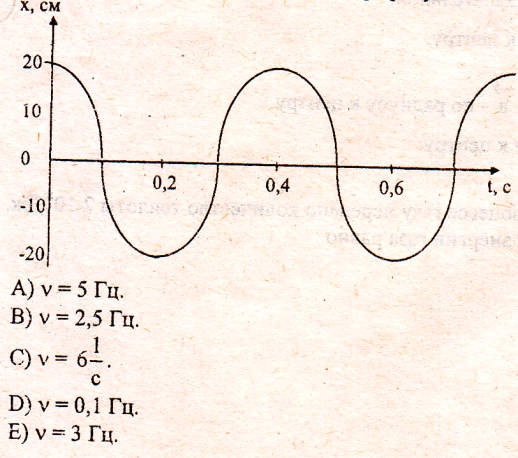 x, см
20
10
0
-10
-20
0,2
0,4
0,6
t, с
A) ν = 5 Гц.
B) ν = 2,5 Гц.
C) ν = 6 1/с.
D) ν = 0,1 Гц.
E) ν = 3 Гц.